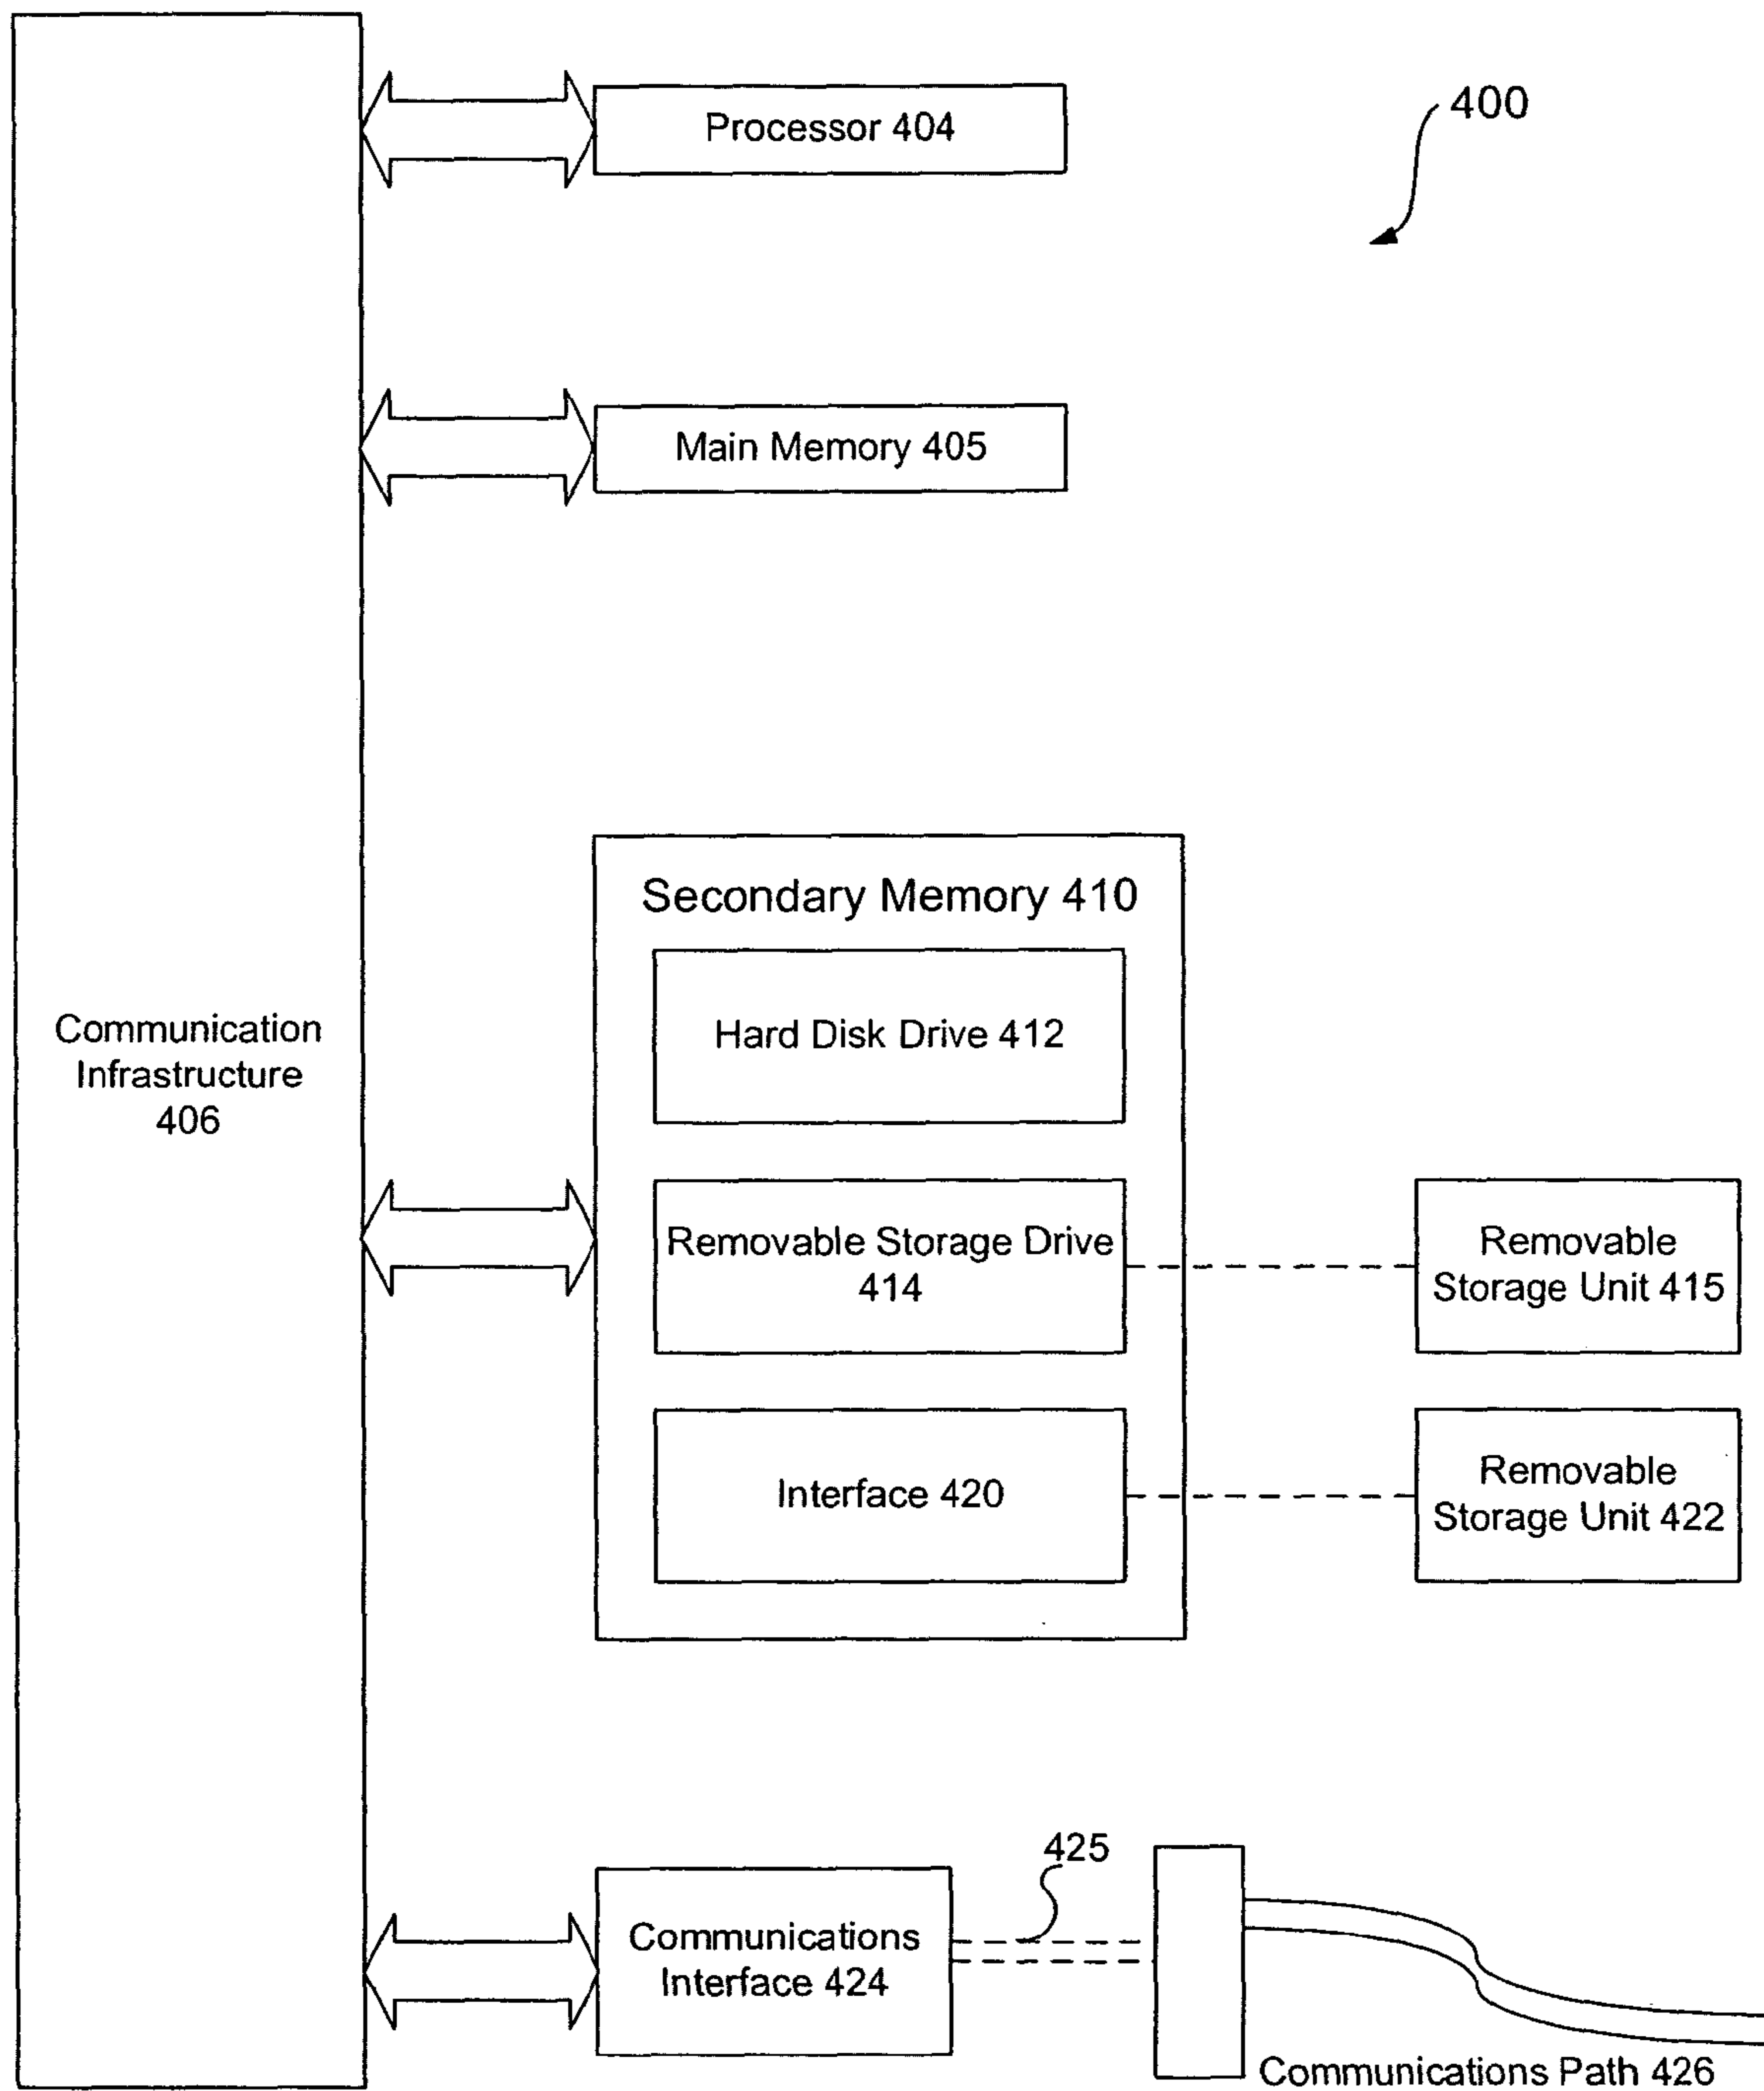 400
Processor 404
Main Memory 405
Communication
Infrastructure
406
Secondary Memory 410
Hard Disk Drive 412
Removable Storage Drive
414
Removable
Storage Unit 415
Interface 420
Removable
Storage Unit 422
425
Communications
Interface 424
Communications Path 426